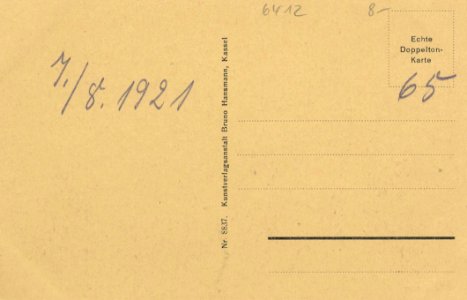 6412 8-
Echte
Doppelton-
Karte
65
7./8. 1921
Nr. 8837. Kunstverlagsanstalt Bruno Hansmann, Kassel